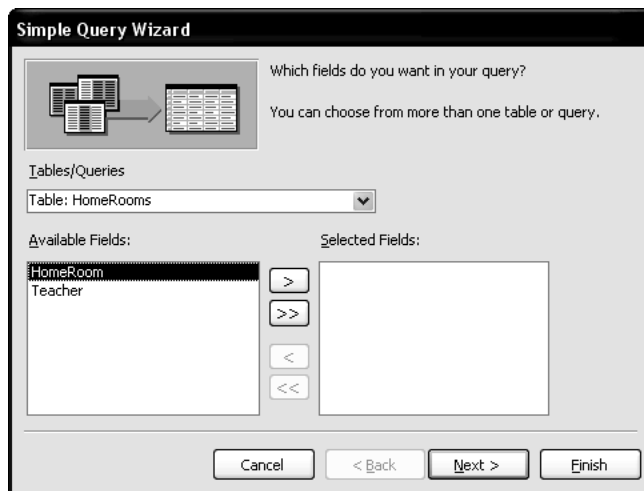 Simple Query Wizard
Which fields do you want in your query?
You can choose from more than one table or query.
Tables/Queries
Table: HomeRooms
Available Fields:
Selected Fields:
HomeRoom
Teacher
>
>>
<
<<
Cancel
< Back
Next >
Finish